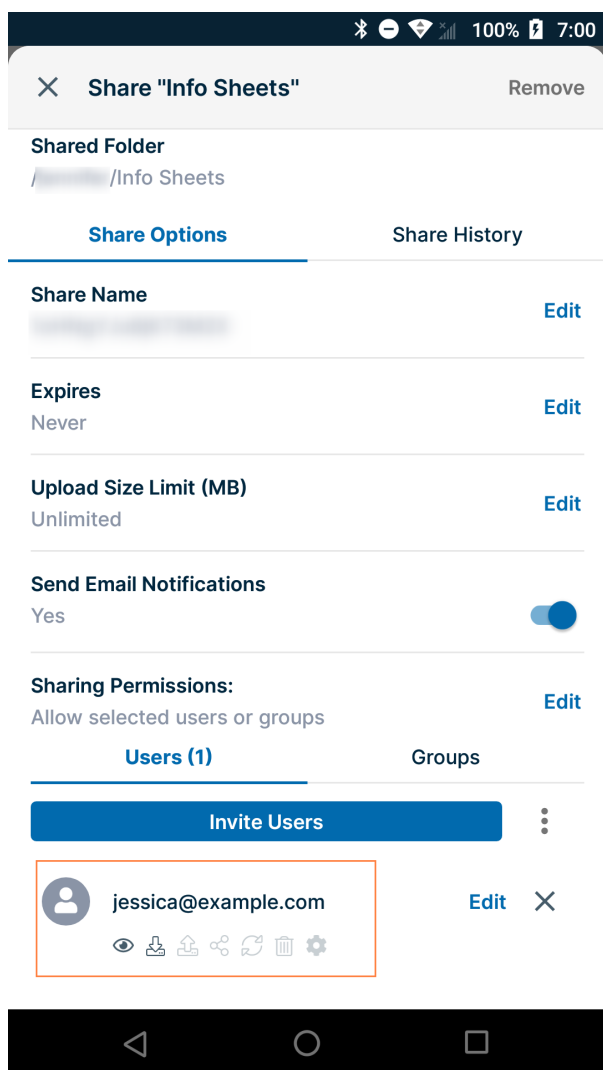 100% 7:00
Share "Info Sheets" Remove
Shared Folder
/ /Info Sheets
Share Options Share History
Share Name
Edit
Expires
Never Edit
Upload Size Limit (MB)
Unlimited Edit
Send Email Notifications
Yes
Sharing Permissions:
Allow selected users or groups Edit
Users (1) Groups
Invite Users
jessica@example.com Edit